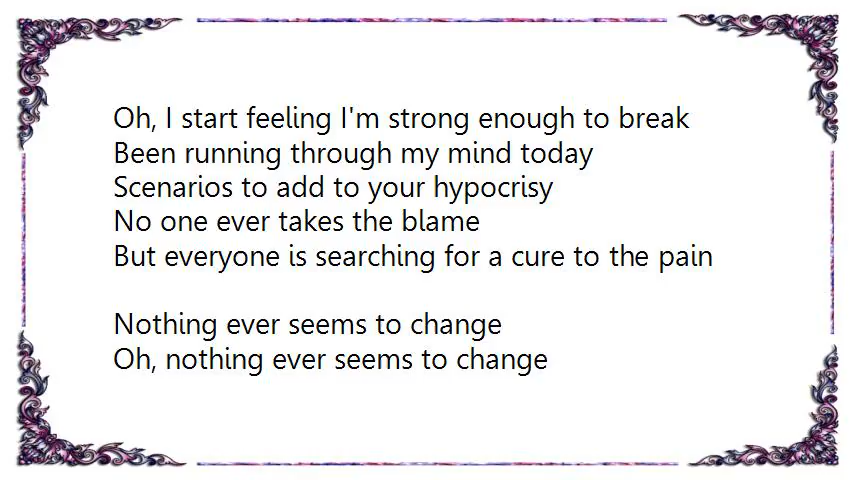 Oh, I start feeling I'm strong enough to break
Been running through my mind today
Scenarios to add to your hypocrisy
No one ever takes the blame
But everyone is searching for a cure to the pain
Nothing ever seems to change
Oh, nothing ever seems to change